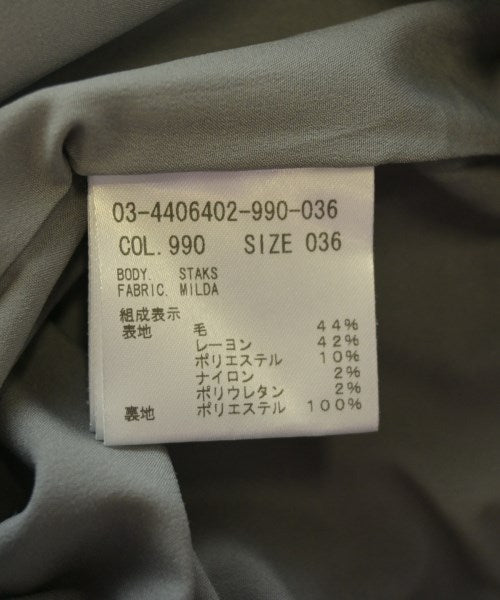 03-4406402-990-036
COL. 990 SIZE 036
BODY. STAKS
FABRIC. MILDA
組成表示
表地 毛 44%
レーヨン 42%
ポリエステル 10%
ナイロン 2%
ポリウレタン 2%
裏地 ポリエステル 100%